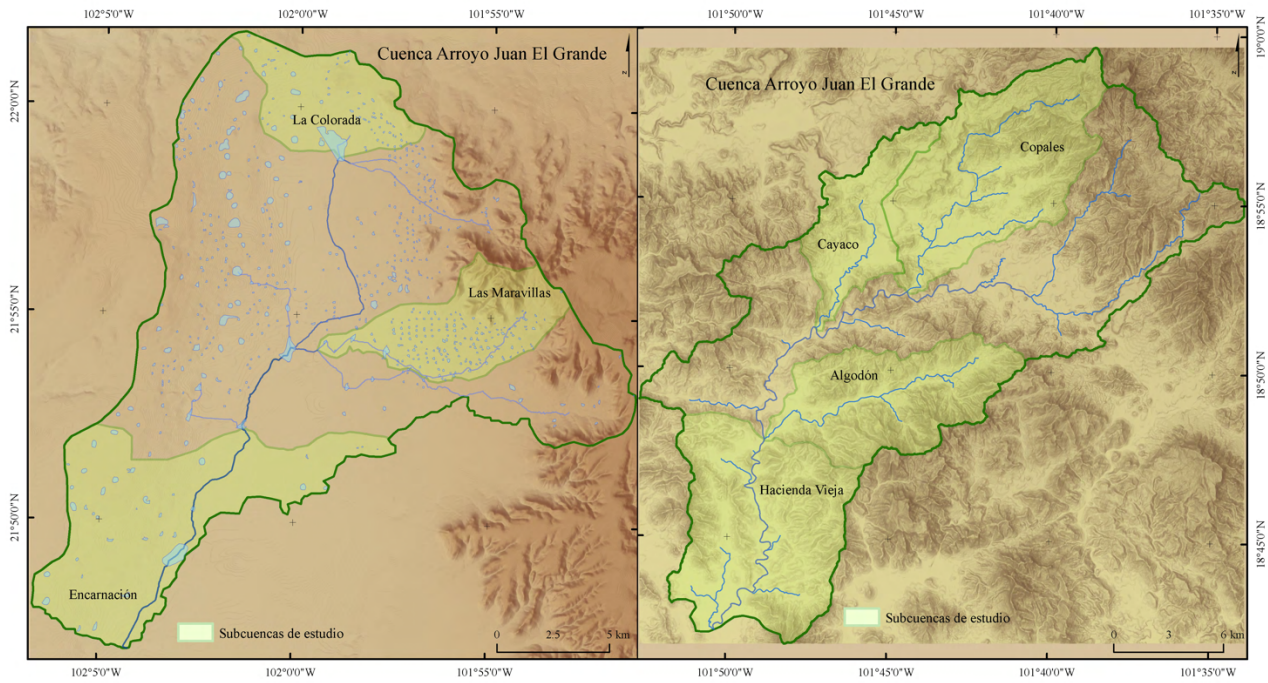 102°5'0"W
102°0'0"W
101°55'0"W
Cuenca Arroyo Juan El Grande
N
22°0'0"N
21°55'0"N
21°50'0"N
La Colorada
Las Maravillas
Encarnación
Subcuencas de estudio
0 2.5 5 km
102°5'0"W
102°0'0"W
101°55'0"W
101°50'0"W
101°45'0"W
101°40'0"W
101°35'0"W
Cuenca Arroyo Juan El Grande
N
19°0'0"N
18°55'0"N
18°50'0"N
18°45'0"N
Copales
Cayaco
Algodón
Hacienda Vieja
Subcuencas de estudio
0 3 6 km
101°50'0"W
101°45'0"W
101°40'0"W
101°35'0"W